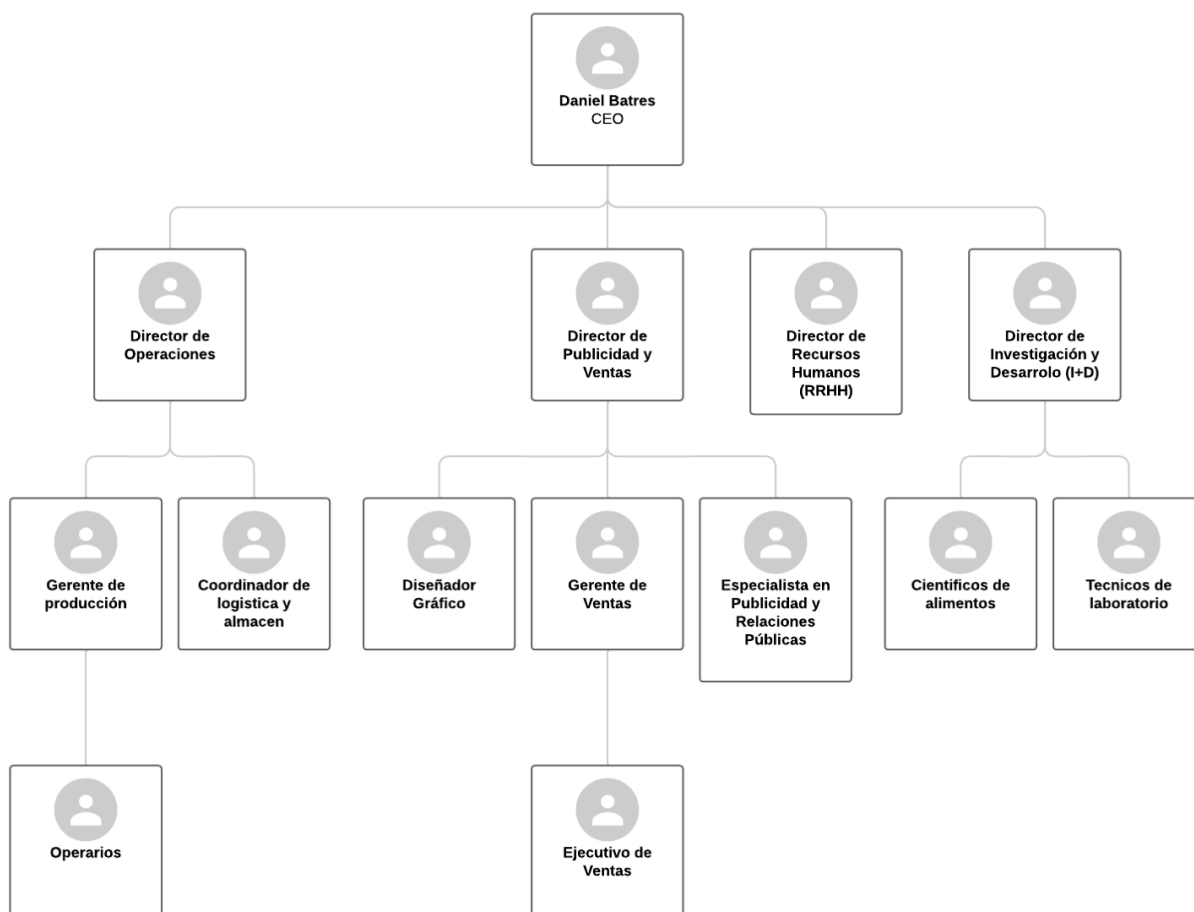 Daniel Batres
CEO
Director de
Operaciones
Director de
Publicidad y
Ventas
Director de
Recursos
Humanos
(RRHH)
Director de
Investigación y
Desarrolo (I+D)
Gerente de
producción
Coordinador de
logistica y
almacen
Diseñador
Gráfico
Gerente de
Ventas
Especialista en
Publicidad y
Relaciones
Públicas
Cientificos de
alimentos
Tecnicos de
laboratorio
Operarios
Ejecutivo de
Ventas